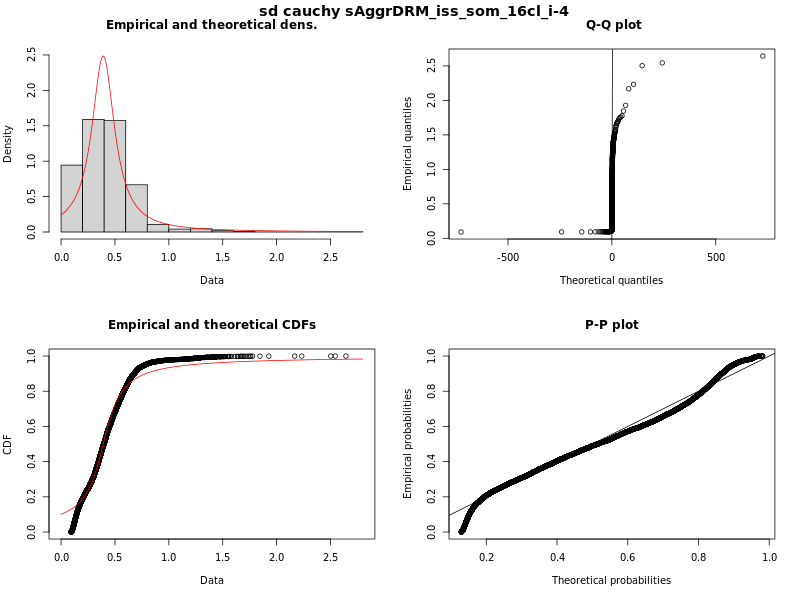 sd cauchy sAggrDRM_iss_som_16cl_i-4
Empirical and theoretical dens.
Density
0.0 0.5 1.0 1.5 2.0 2.5
0.0 0.5 1.0 1.5 2.0 2.5
Data
Q-Q plot
Empirical quantiles
0.0 0.5 1.0 1.5 2.0 2.5
-500 0 500
Theoretical quantiles
Empirical and theoretical CDFs
CDF
0.0 0.2 0.4 0.6 0.8 1.0
0.0 0.5 1.0 1.5 2.0 2.5
Data
P-P plot
Empirical probabilities
0.0 0.2 0.4 0.6 0.8 1.0
0.2 0.4 0.6 0.8 1.0
Theoretical probabilities